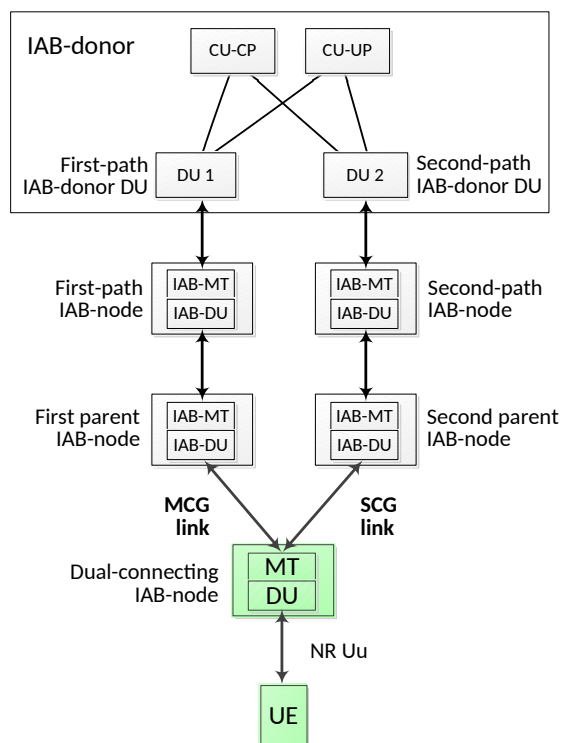 IAB-donor
CU-CP
CU-UP
First-path
IAB-donor DU
DU 1
DU 2
Second-path
IAB-donor DU
First-path
IAB-node
IAB-MT
IAB-DU
IAB-MT
IAB-DU
Second-path
IAB-node
First parent
IAB-node
IAB-MT
IAB-DU
IAB-MT
IAB-DU
Second parent
IAB-node
MCG
link
SCG
link
Dual-connecting
IAB-node
MT
DU
NR Uu
UE